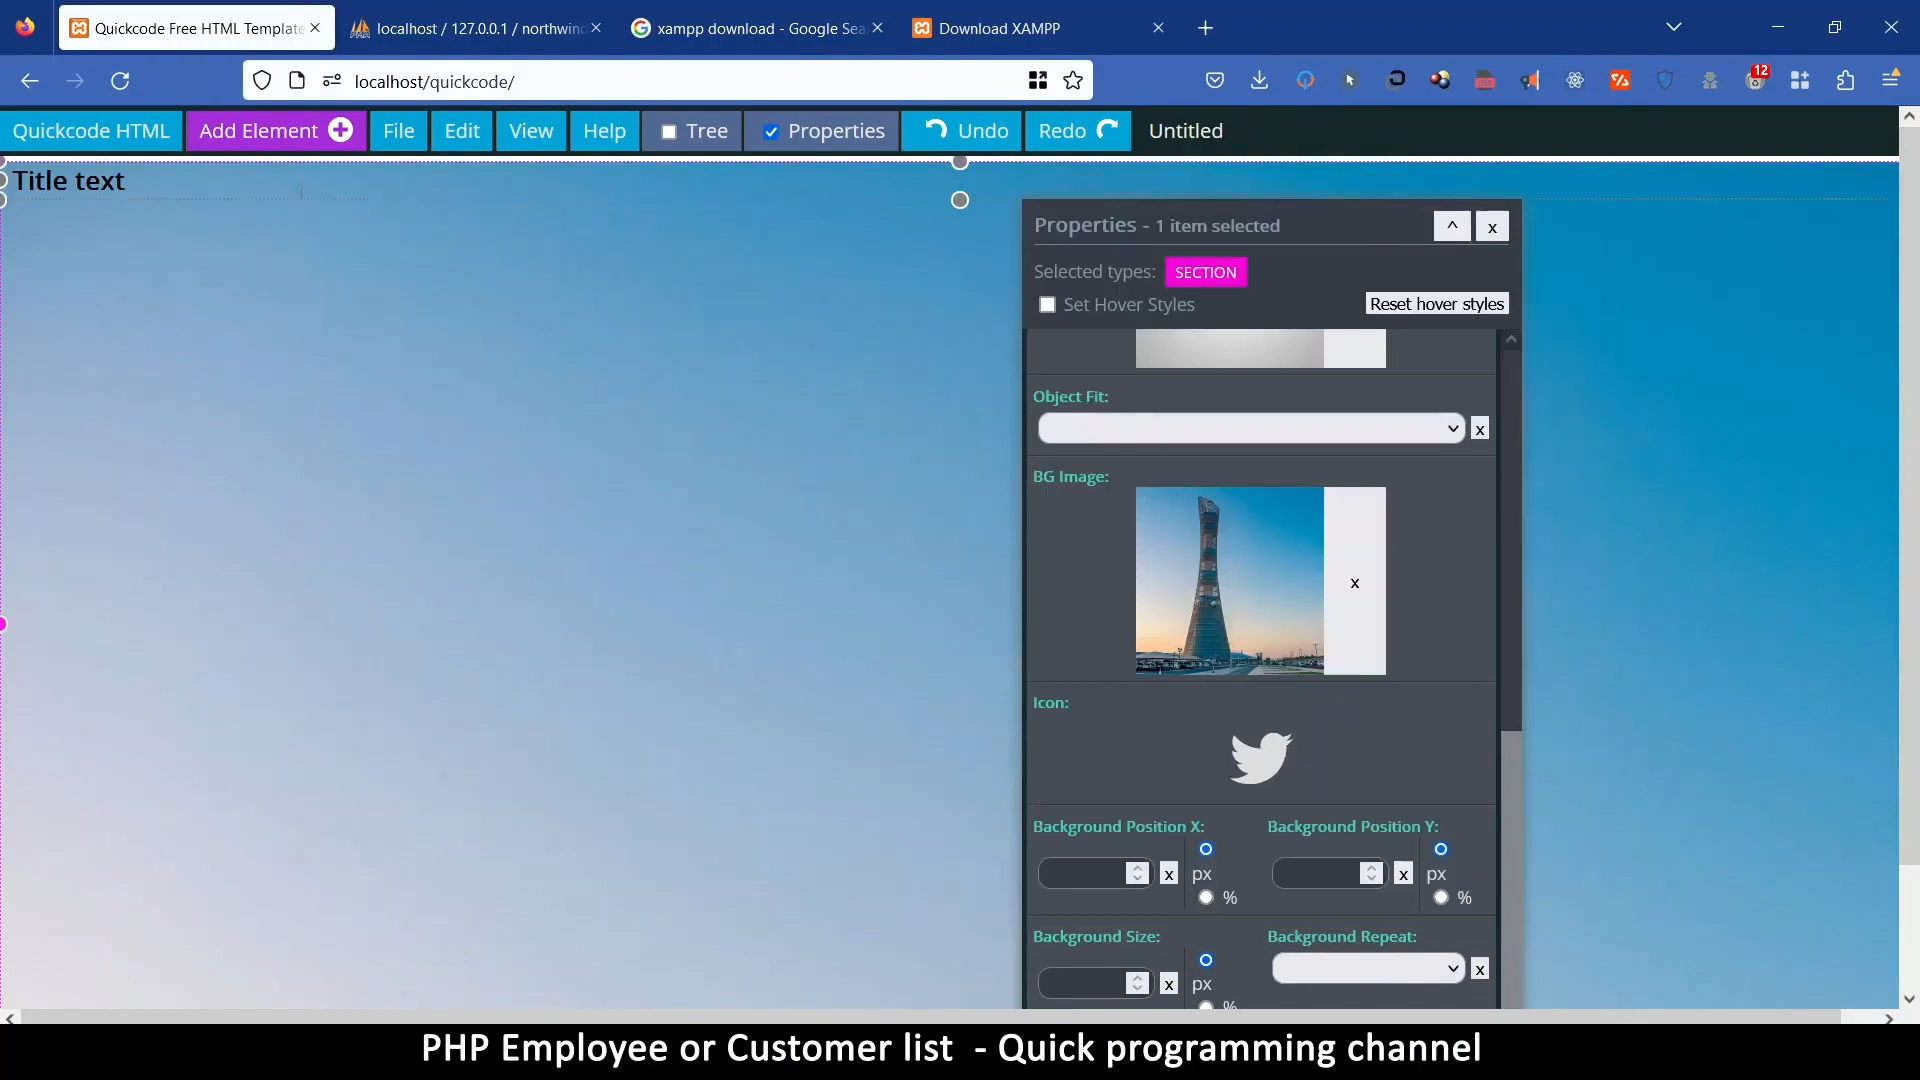 Quickcode Free HTML Template
localhost / 127.0.0.1 / northwind
xampp download - Google Sea
Download XAMPP
localhost/quickcode/
12
Quickcode HTML
Add Element
File
Edit
View
Help
Tree
Properties
Undo
Redo
Untitled
Title text
Properties - 1 item selected
^
x
Selected types: SECTION
Set Hover Styles
Reset hover styles
Object Fit:
x
BG Image:
x
Icon:
Background Position X:
Background Position Y:
x
px
x
px
%
%
Background Size:
Background Repeat:
x
x
px
%
PHP Employee or Customer list - Quick programming channel